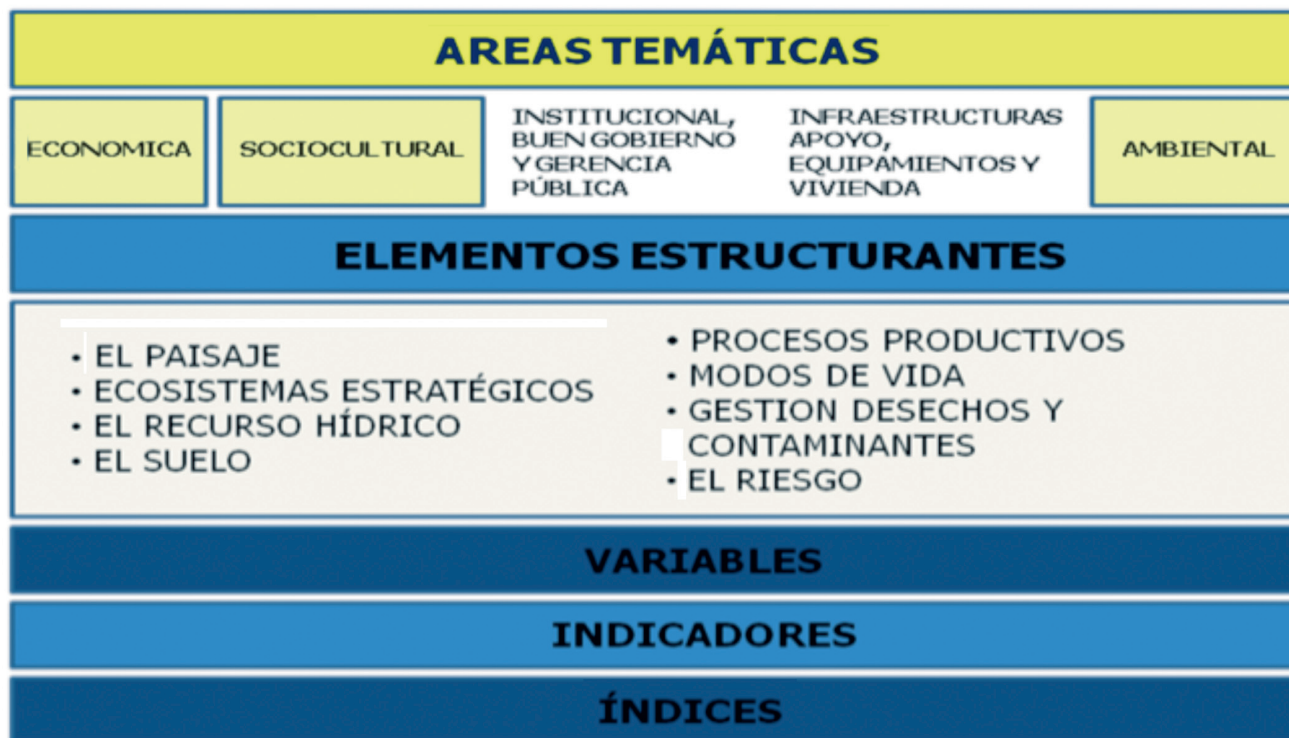 AREAS TEMÁTICAS
ECONOMICA
SOCIOCULTURAL
INSTITUCIONAL,
BUEN GOBIERNO
Y GERENCIA
PÚBLICA
INFRAESTRUCTURAS
APOYO,
EQUIPAMIENTOS Y
VIVIENDA
AMBIENTAL
ELEMENTOS ESTRUCTURANTES
• EL PAISAJE
• ECOSISTEMAS ESTRATÉGICOS
• EL RECURSO HÍDRICO
• EL SUELO
• PROCESOS PRODUCTIVOS
• MODOS DE VIDA
• GESTION DESECHOS Y
CONTAMINANTES
• EL RIESGO
VARIABLES
INDICADORES
ÍNDICES